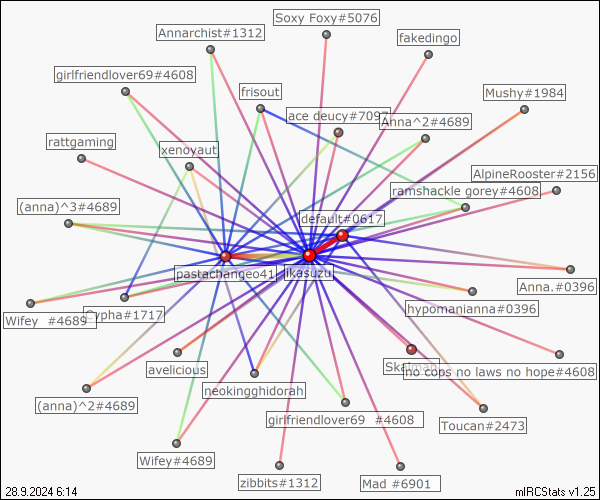 Soxy Foxy#5076
Annarchist#1312
fakedingo
girlfriendlover69#4608
frisout
Mushy#1984
ace deucy#7097
Anna^2#4689
rattgaming
xenoyaut
AlpineRooster#2156
ramshackle gorey#4608
(anna)^3#4689
default#0617
pastachangeo41
ikasuzu
Anna.#0396
hypomanianna#0396
Wifey  #4689
Cypha#1717
avelicious
Skalman
no cops no laws no hope#4608
neokingghidorah
(anna)^2#4689
girlfriendlover69  #4608
Toucan#2473
Wifey#4689
zibbits#1312
Mad #6901
28.9.2024 6:14
mIRCStats v1.25